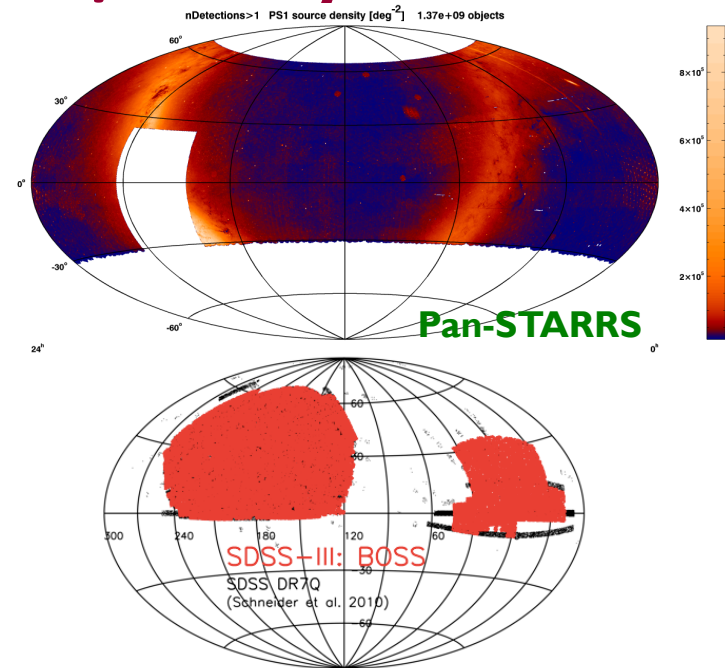 nDetections>1 PS1 source density [deg⁻²] 1.37e+09 objects
60°
30°
0°
-30°
-60°
8×10⁵
6×10⁵
4×10⁵
2×10⁵
Pan-STARRS
24ʰ
0ʰ
60
30
300 240 180 120 60
SDSS-III: BOSS
-30
SDSS DR7Q
(Schneider et al. 2010)
-60